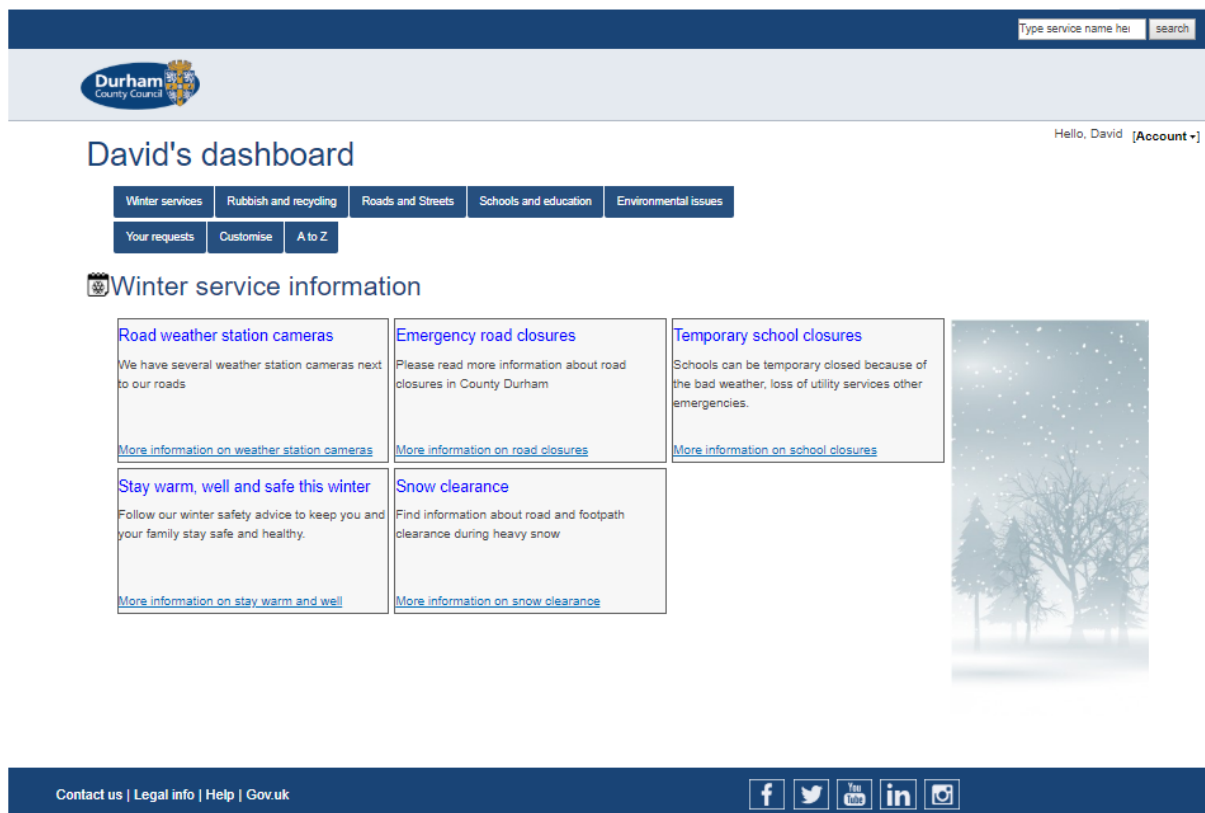 Type service name her search
Durham
County Council
Hello, David [Account ▾]
David's dashboard
Winter services Rubbish and recycling Roads and Streets Schools and education Environmental issues
Your requests Customise A to Z
Winter service information
Road weather station cameras
We have several weather station cameras next
to our roads
More information on weather station cameras
Emergency road closures
Please read more information about road
closures in County Durham
More information on road closures
Temporary school closures
Schools can be temporary closed because of
the bad weather, loss of utility services other
emergencies.
More information on school closures
Stay warm, well and safe this winter
Follow our winter safety advice to keep you and
your family stay safe and healthy.
More information on stay warm and well
Snow clearance
Find information about road and footpath
clearance during heavy snow
More information on snow clearance
Contact us | Legal info | Help | Gov.uk
You
Tube
in